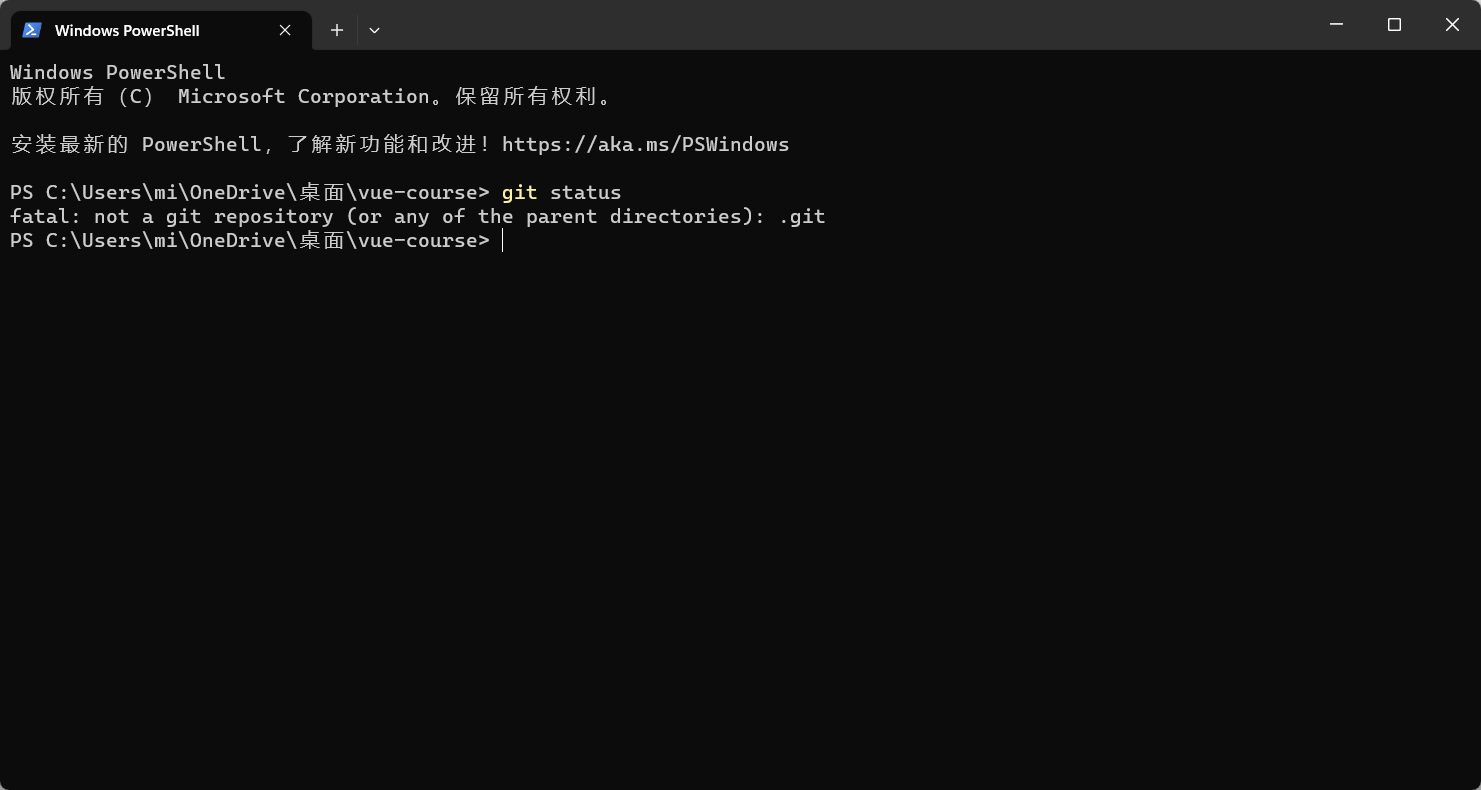 Windows PowerShell
Windows PowerShell
版权所有（C） Microsoft Corporation。保留所有权利。
安装最新的 PowerShell，了解新功能和改进！https://aka.ms/PSWindows
PS C:\Users\mi\OneDrive\桌面\vue-course> git status
fatal: not a git repository (or any of the parent directories): .git
PS C:\Users\mi\OneDrive\桌面\vue-course>